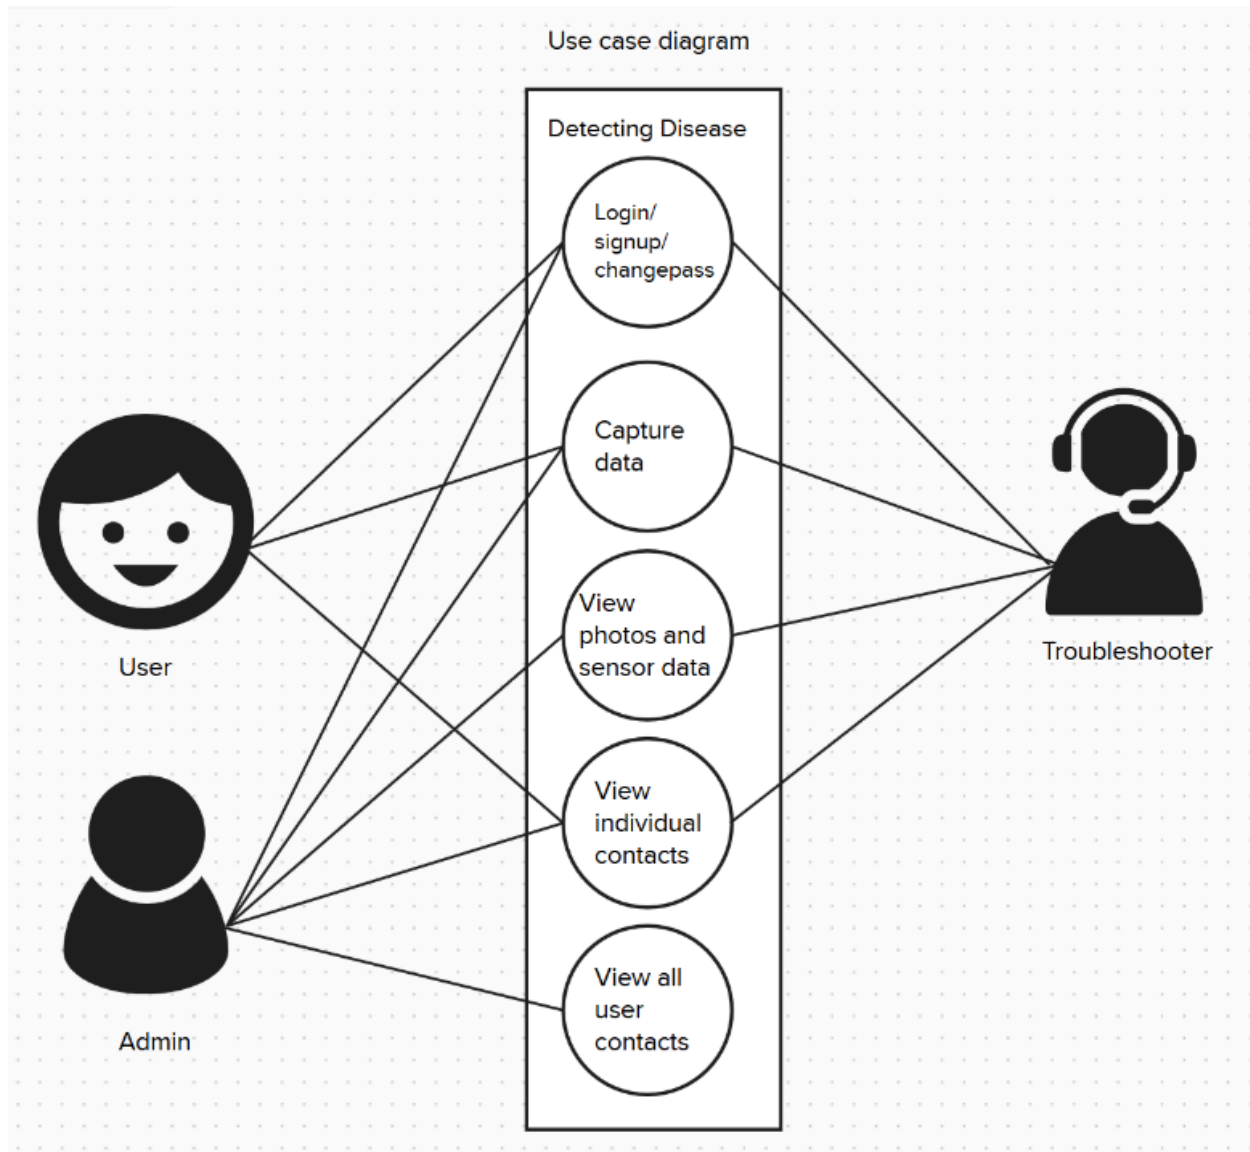 Use case diagram
Detecting Disease
Login/
signup/
changepass
Capture
data
View
photos and
sensor data
View
individual
contacts
View all
user
contacts
User
Admin
Troubleshooter